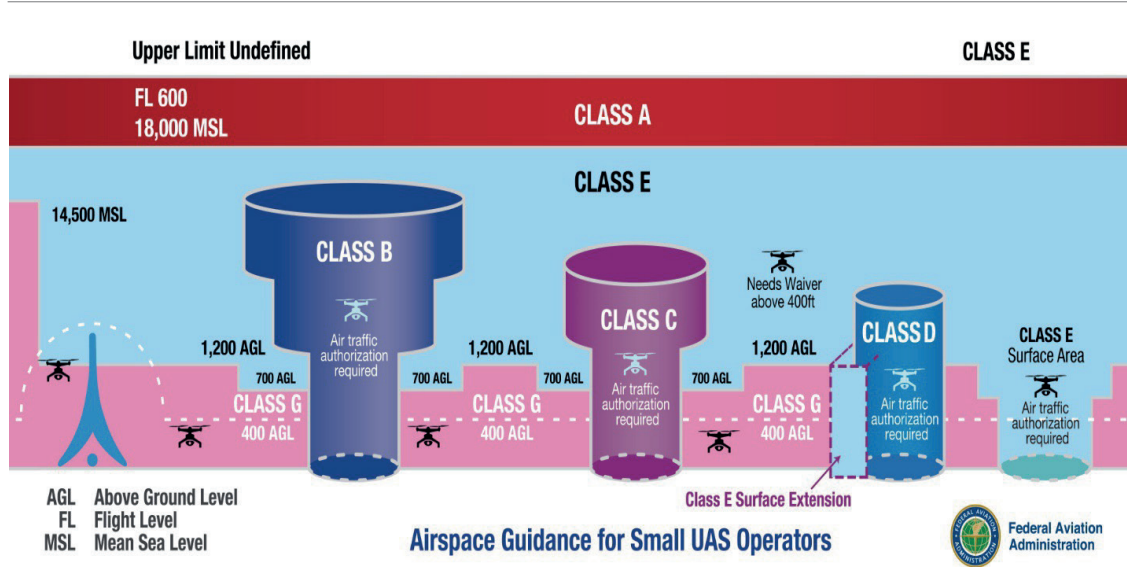 Upper Limit Undefined
CLASS E
FL 600
18,000 MSL
CLASS A
CLASS E
14,500 MSL
CLASS B
Air traffic
authorization
required
CLASS C
Air traffic
authorization
required
Needs Waiver
above 400ft
CLASS D
Air traffic
authorization
required
CLASS E
Surface Area
Air traffic
authorization
required
1,200 AGL
700 AGL
700 AGL
1,200 AGL
700 AGL
700 AGL
1,200 AGL
CLASS G
400 AGL
CLASS G
400 AGL
CLASS G
400 AGL
Class E Surface Extension
AGL Above Ground Level
FL Flight Level
MSL Mean Sea Level
Airspace Guidance for Small UAS Operators
FEDERAL AVIATION
ADMINISTRATION
Federal Aviation
Administration